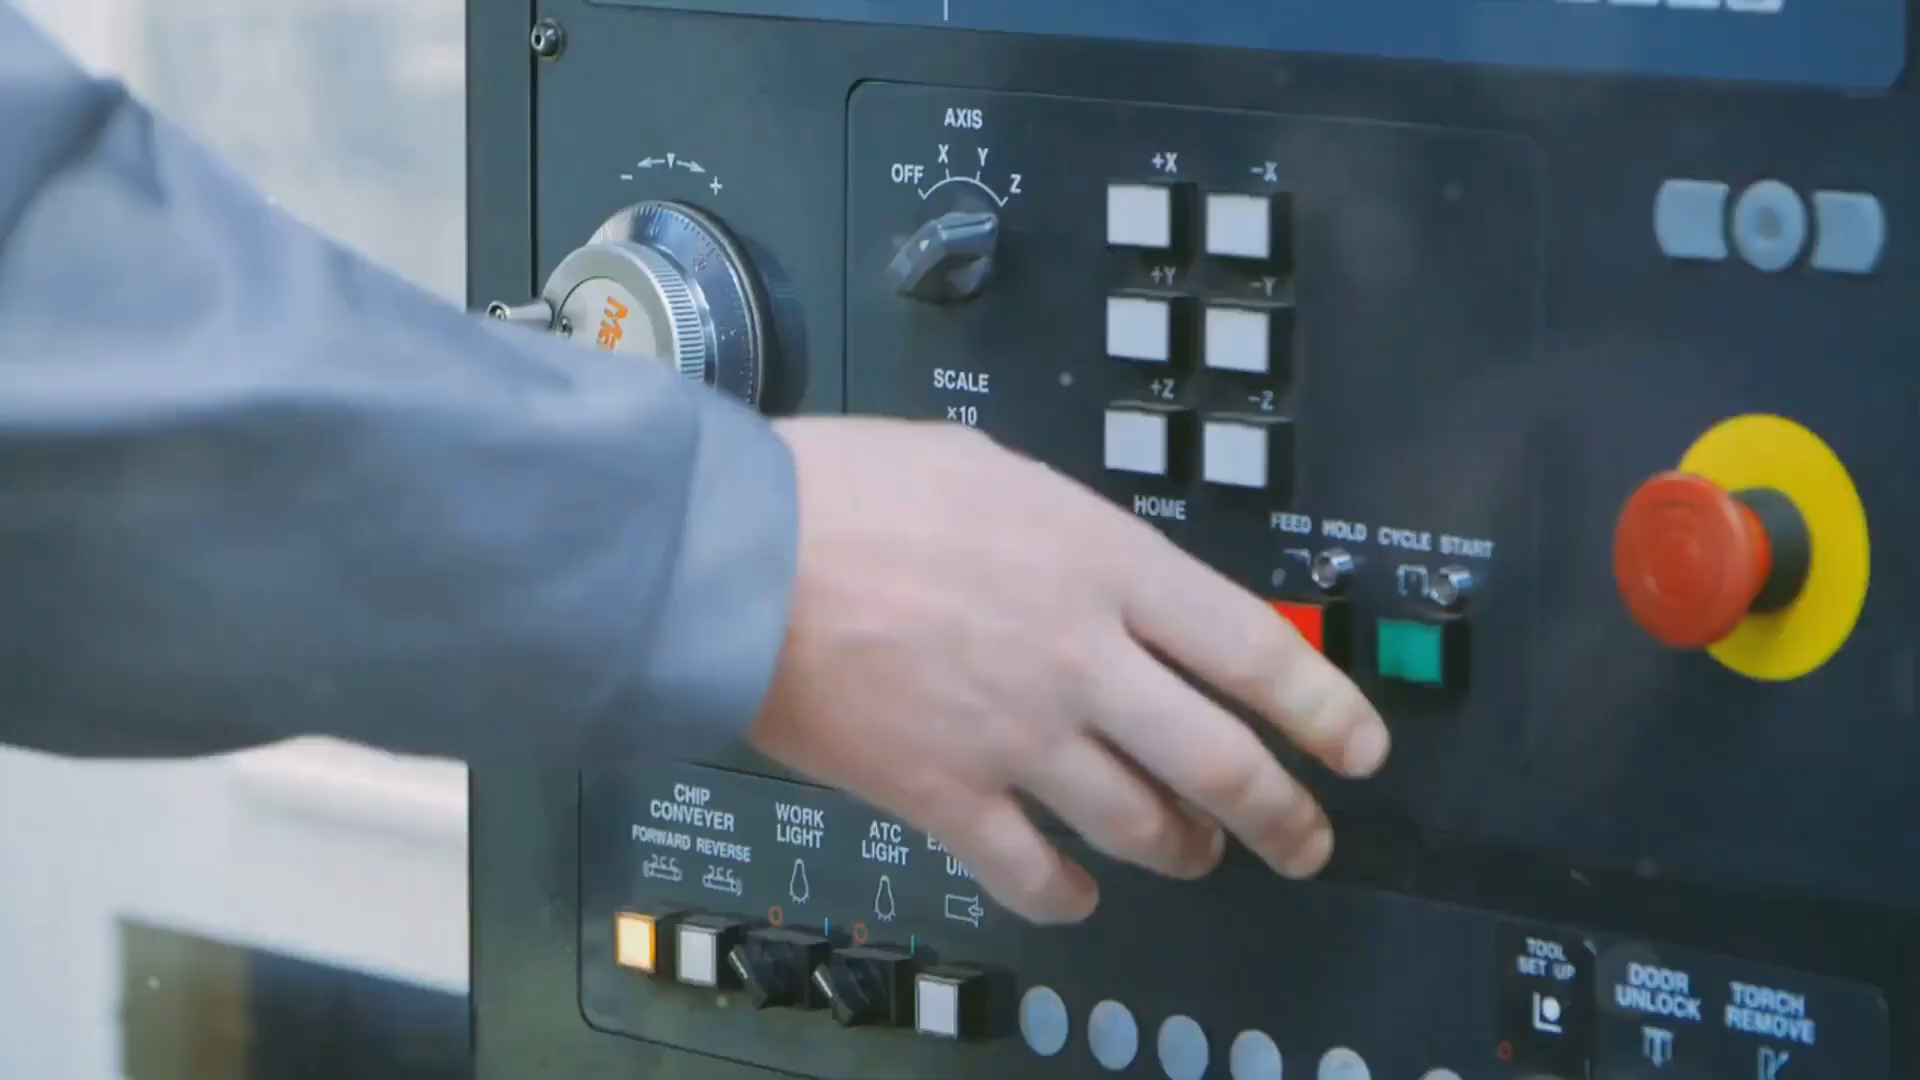 AXIS
OFF X Y Z
- +
+X -X
+Y -Y
+Z -Z
SCALE
×10
HOME
FEED HOLD CYCLE START
CHIP
CONVEYER
FORWARD REVERSE
WORK
LIGHT
ATC
LIGHT
TOOL
SET UP
DOOR
UNLOCK
TORCH
REMOVE